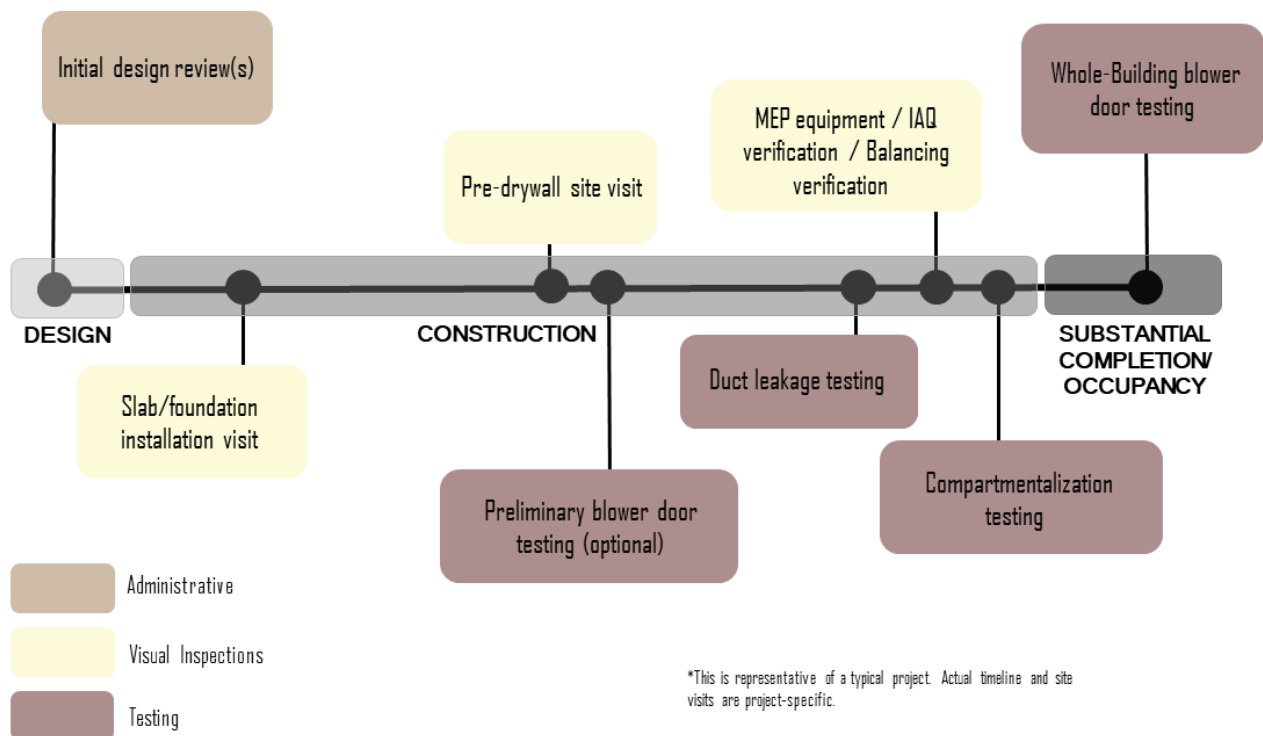 Initial design review(s)
Pre-drywall site visit
MEP equipment / IAQ
verification / Balancing
verification
Whole-Building blower
door testing
DESIGN
CONSTRUCTION
SUBSTANTIAL
COMPLETION/
OCCUPANCY
Slab/foundation
installation visit
Preliminary blower door
testing (optional)
Duct leakage testing
Compartmentalization
testing
Administrative
Visual Inspections
Testing
*This is representative of a typical project. Actual timeline and site
visits are project-specific.